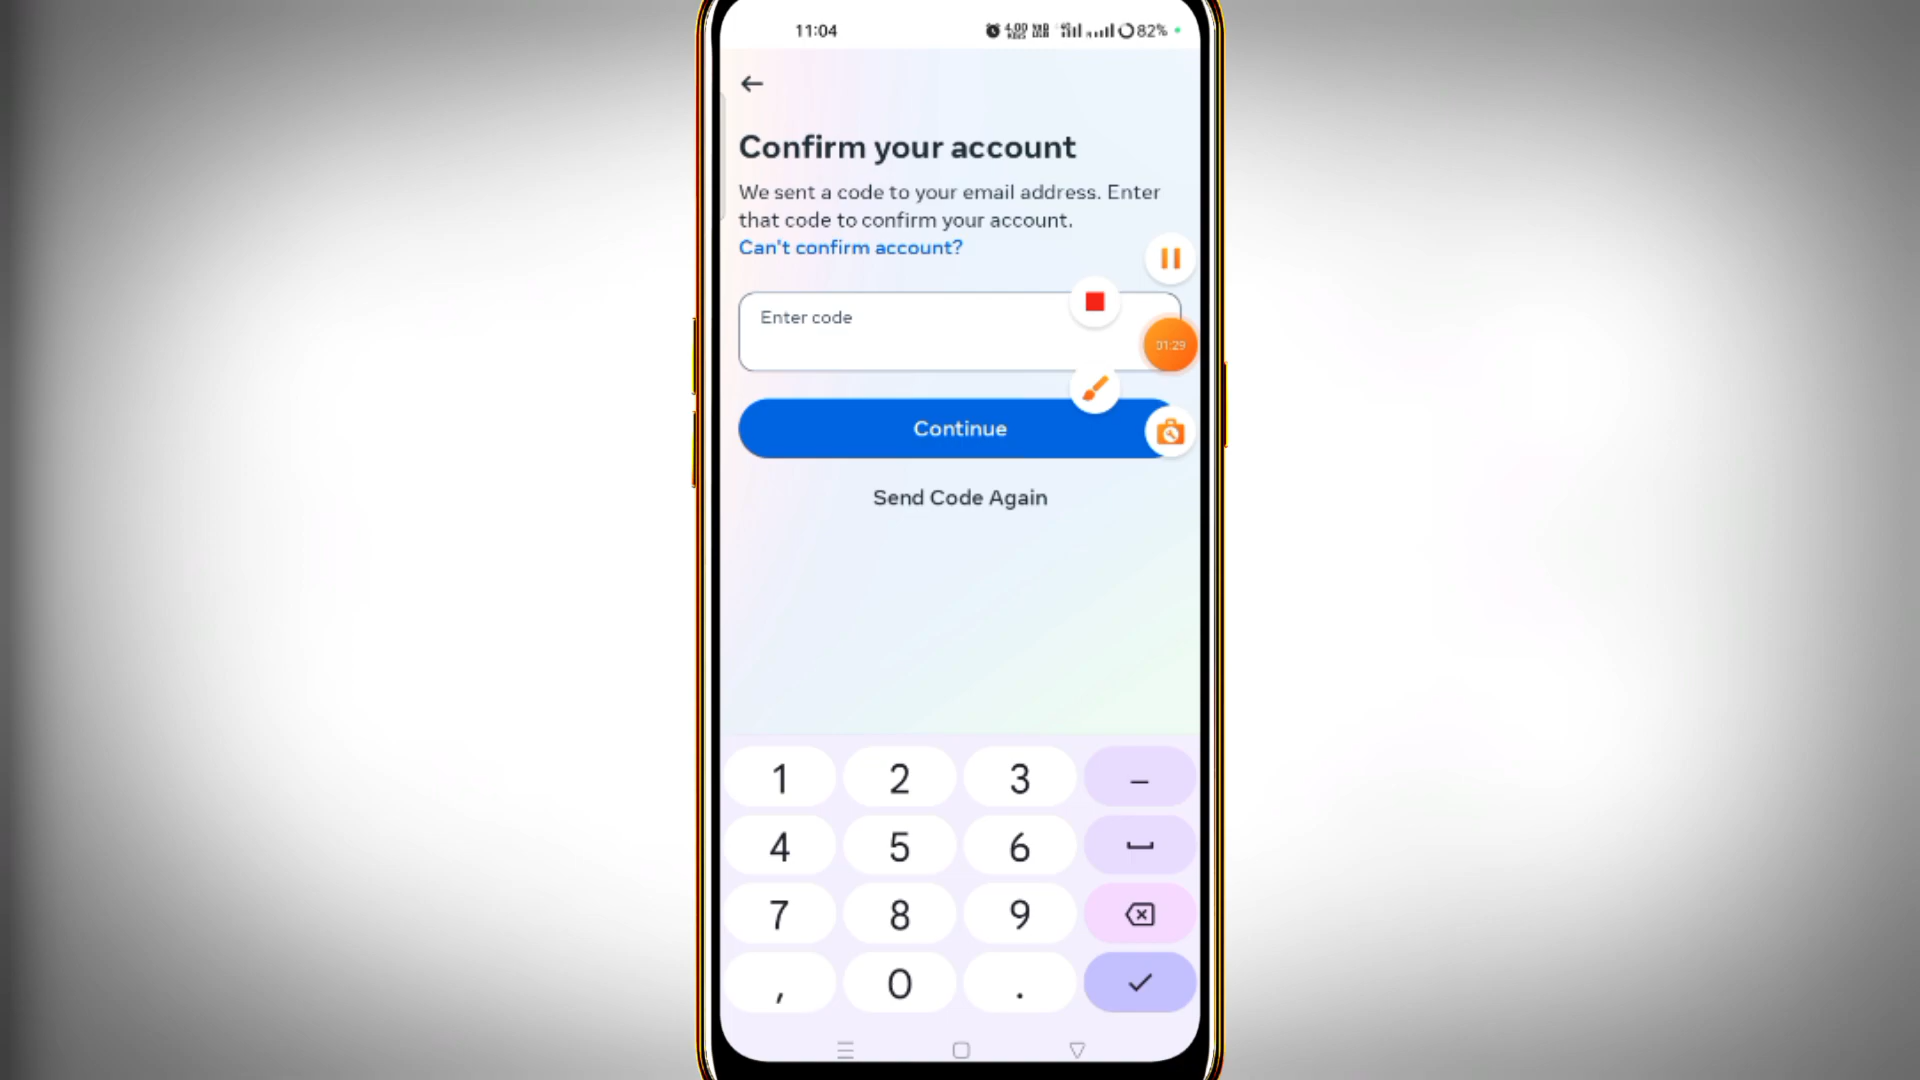 11:04
82%
Confirm your account
We sent a code to your email address. Enter
that code to confirm your account.
Can't confirm account?
Enter code
01:29
Continue
Send Code Again
1 2 3 –
4 5 6
7 8 9
, 0 .